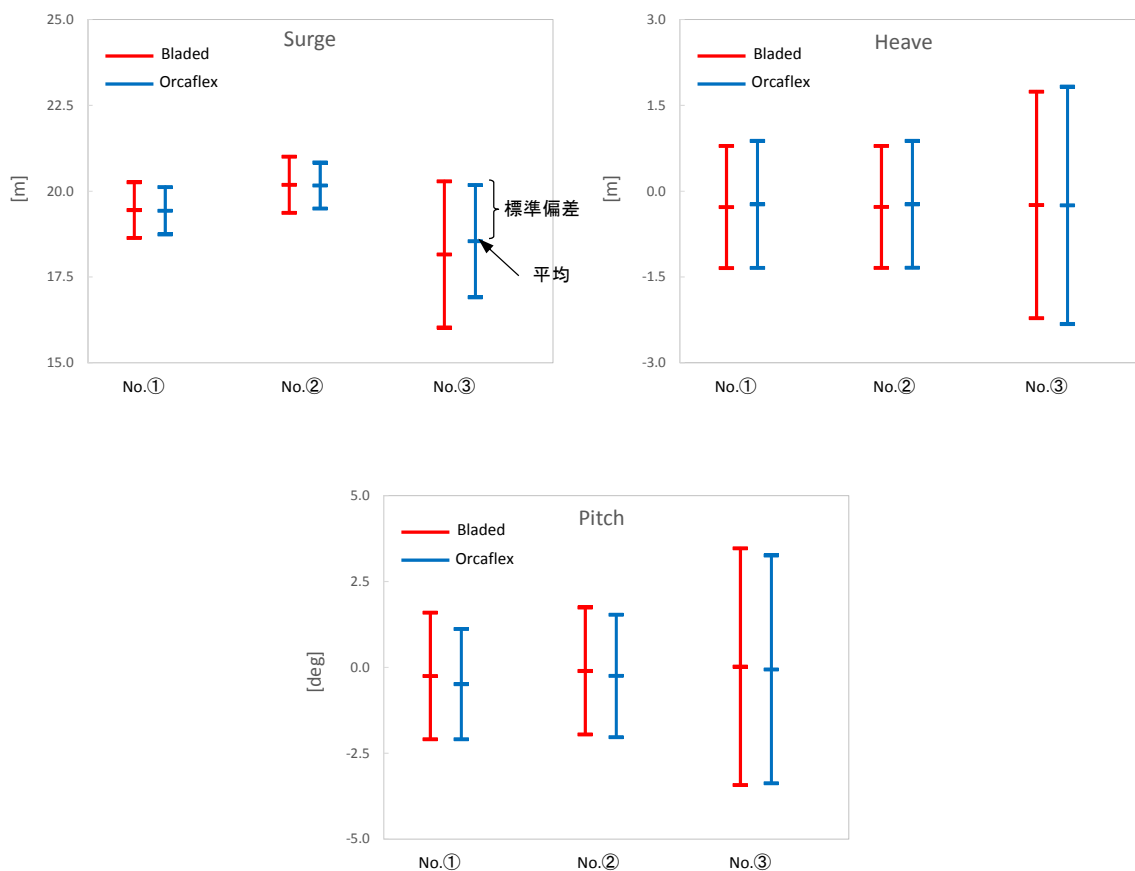 Surge
Bladed
Orcaflex
25.0
22.5
20.0
17.5
15.0
[m]
標準偏差
平均
No.①
No.②
No.③
Heave
Bladed
Orcaflex
3.0
1.5
0.0
-1.5
-3.0
[m]
No.①
No.②
No.③
Pitch
Bladed
Orcaflex
5.0
2.5
0.0
-2.5
-5.0
[deg]
No.①
No.②
No.③